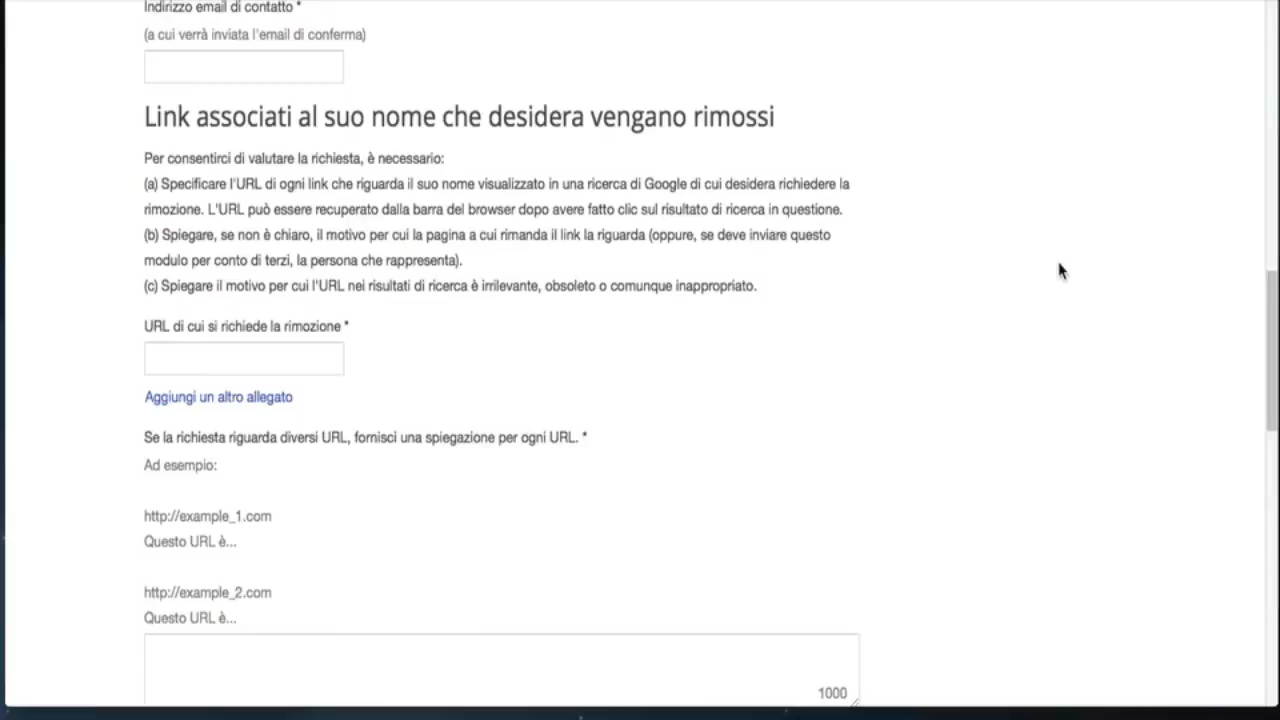 Indirizzo email di contatto *
(a cui verrà inviata l'email di conferma)
Link associati al suo nome che desidera vengano rimossi
Per consentirci di valutare la richiesta, è necessario:
(a) Specificare l'URL di ogni link che riguarda il suo nome visualizzato in una ricerca di Google di cui desidera richiedere la
rimozione. L'URL può essere recuperato dalla barra del browser dopo avere fatto clic sul risultato di ricerca in questione.
(b) Spiegare, se non è chiaro, il motivo per cui la pagina a cui rimanda il link la riguarda (oppure, se deve inviare questo
modulo per conto di terzi, la persona che rappresenta).
(c) Spiegare il motivo per cui l'URL nei risultati di ricerca è irrilevante, obsoleto o comunque inappropriato.
URL di cui si richiede la rimozione *
Aggiungi un altro allegato
Se la richiesta riguarda diversi URL, fornisci una spiegazione per ogni URL. *
Ad esempio:
http://example_1.com
Questo URL è...
http://example_2.com
Questo URL è...
1000